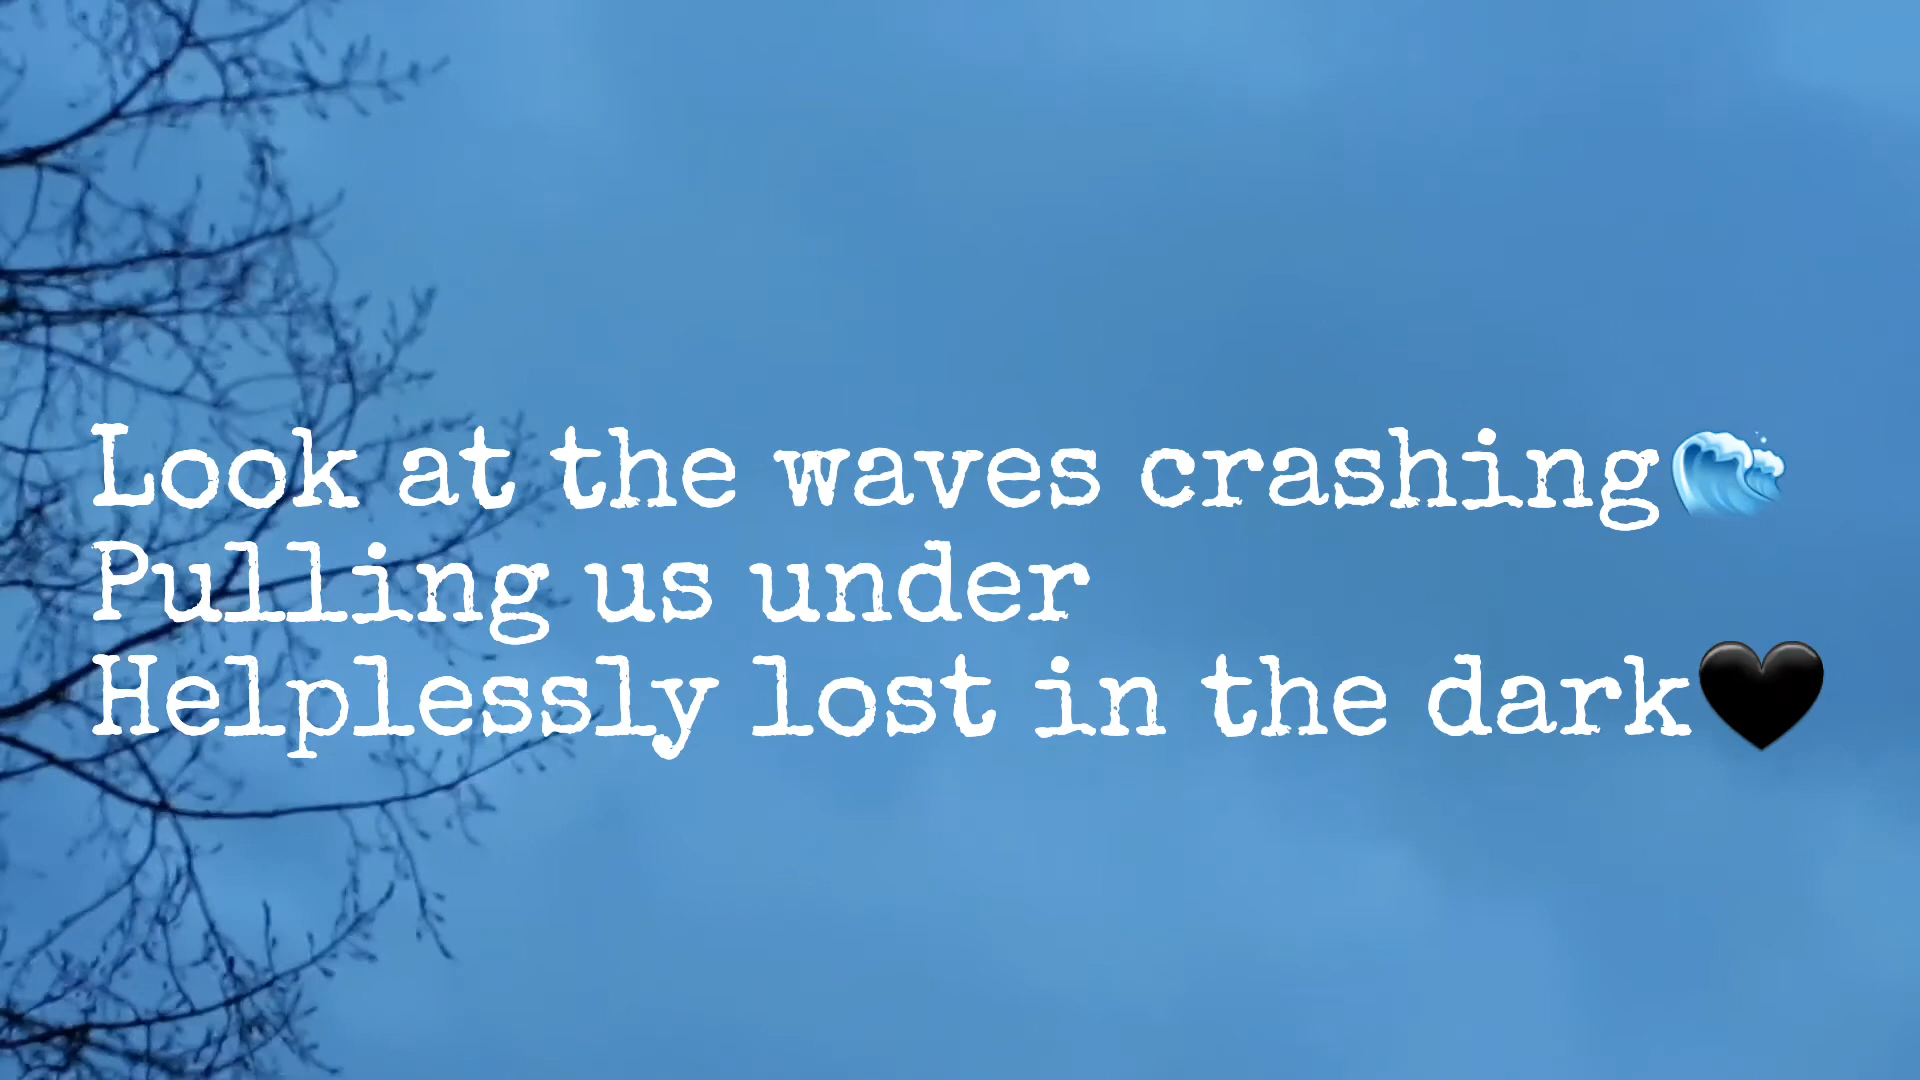 Look at the waves crashing🌊
Pulling us under
Helplessly lost in the dark🖤